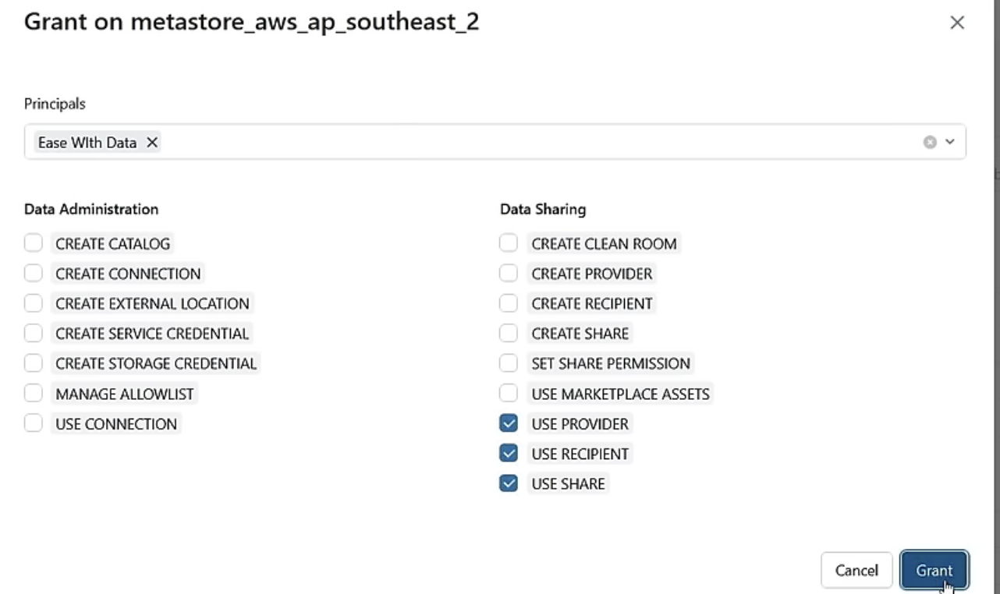 Grant on metastore_aws_ap_southeast_2
Principals
Ease WIth Data
Data Administration
CREATE CATALOG
CREATE CONNECTION
CREATE EXTERNAL LOCATION
CREATE SERVICE CREDENTIAL
CREATE STORAGE CREDENTIAL
MANAGE ALLOWLIST
USE CONNECTION
Data Sharing
CREATE CLEAN ROOM
CREATE PROVIDER
CREATE RECIPIENT
CREATE SHARE
SET SHARE PERMISSION
USE MARKETPLACE ASSETS
USE PROVIDER
USE RECIPIENT
USE SHARE
Cancel
Grant